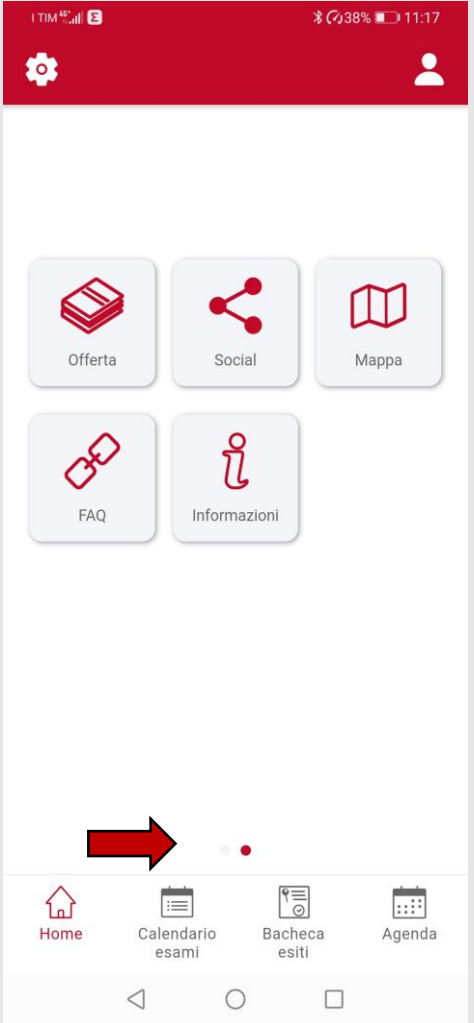 I TIM 4G+ 38% 11:17
Offerta Social Mappa
FAQ Informazioni
Home Calendario esami Bacheca esiti Agenda